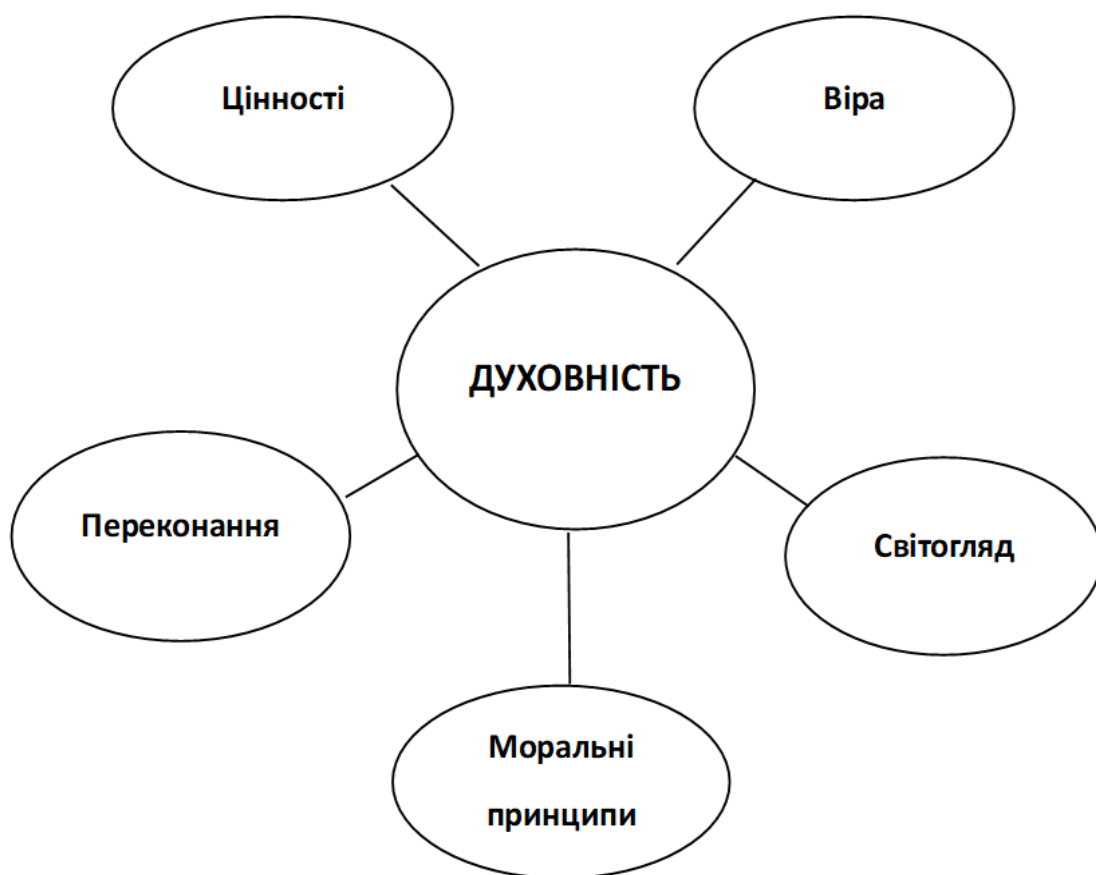 Цінності
Віра
ДУХОВНІСТЬ
Переконання
Світогляд
Моральні
принципи